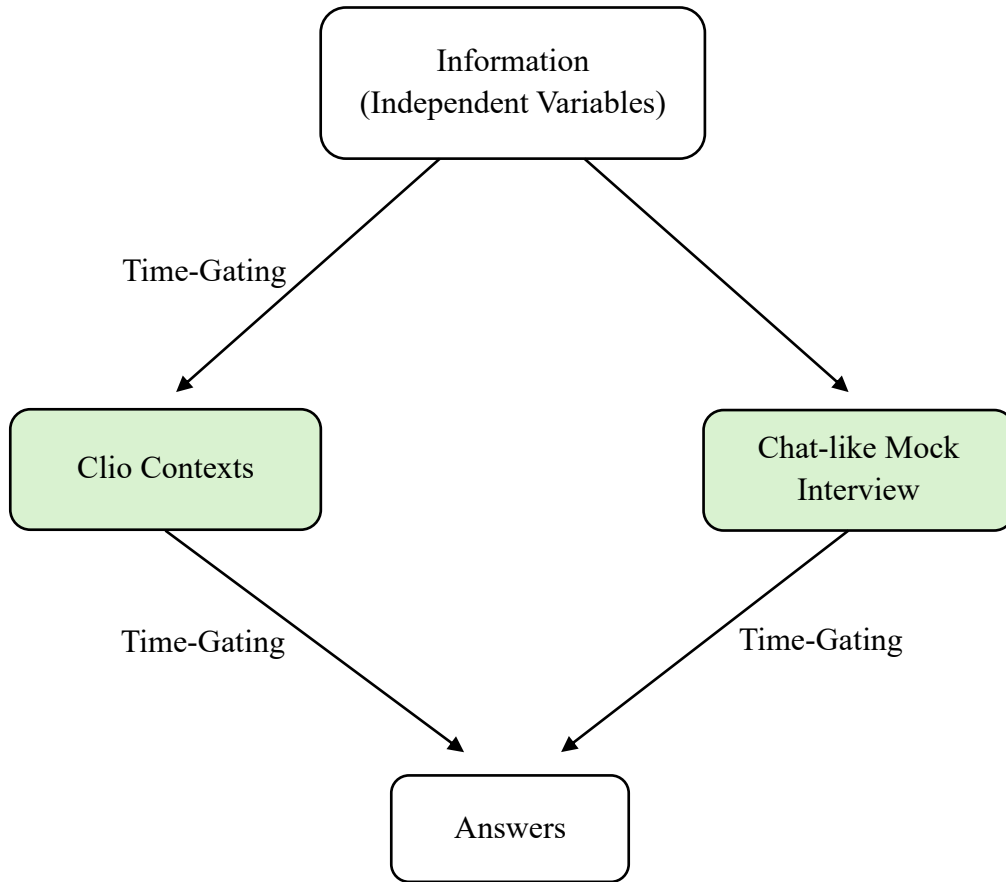 Information
(Independent Variables)
Time-Gating
Clio Contexts
Chat-like Mock
Interview
Time-Gating
Time-Gating
Answers